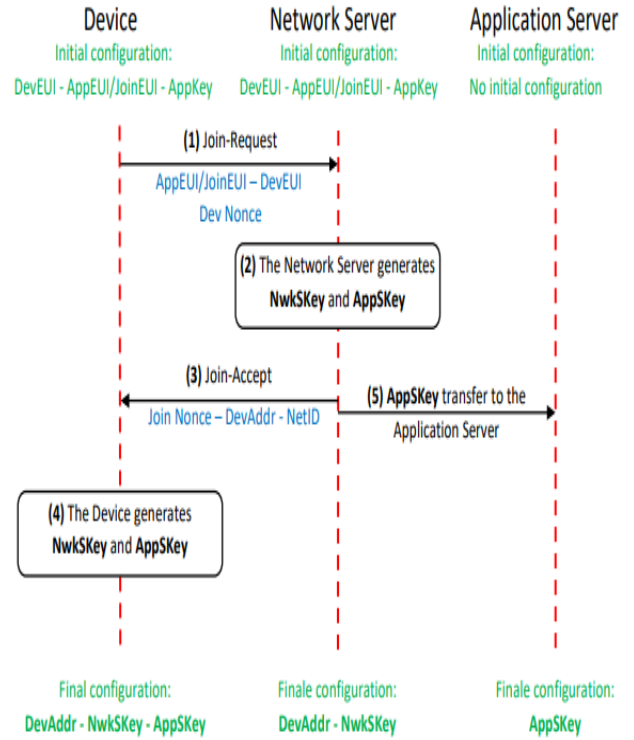 Device
Network Server
Application Server
Initial configuration:
Initial configuration:
Initial configuration:
DevEUI - AppEUI/JoinEUI - AppKey
DevEUI - AppEUI/JoinEUI - AppKey
No initial configuration
(1) Join-Request
AppEUI/JoinEUI – DevEUI
Dev Nonce
(2) The Network Server generates
NwkSKey and AppSKey
(3) Join-Accept
Join Nonce – DevAddr - NetID
(5) AppSKey transfer to the
Application Server
(4) The Device generates
NwkSKey and AppSKey
Final configuration:
Finale configuration:
Finale configuration:
DevAddr - NwkSKey - AppSKey
DevAddr - NwkSKey
AppSKey